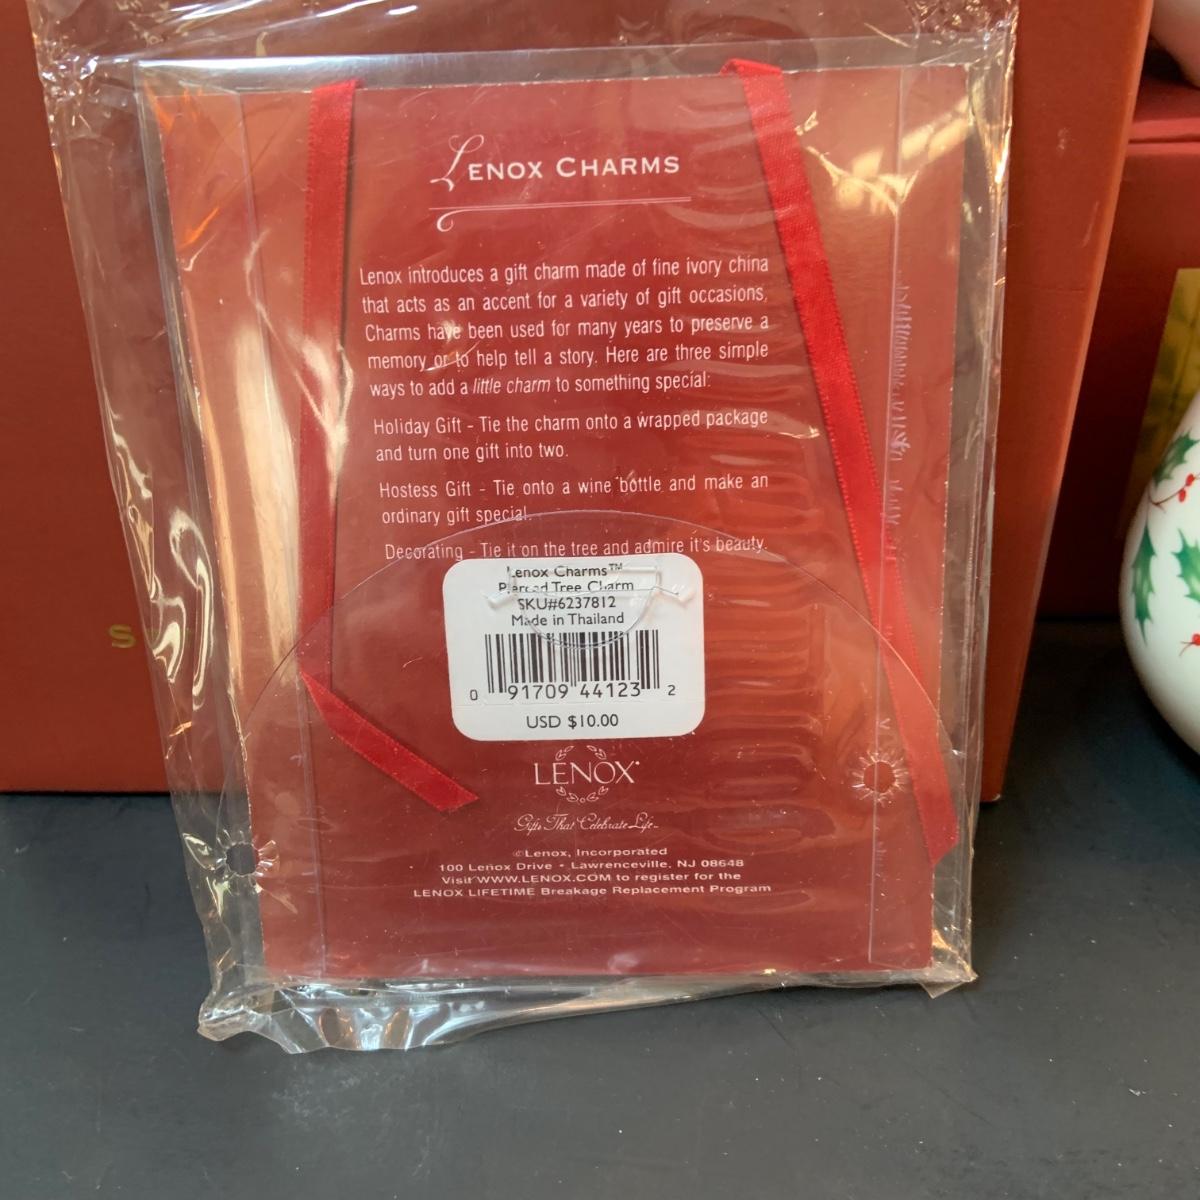 LENOX CHARMS
Lenox introduces a gift charm made of fine ivory china
that acts as an accent for a variety of gift occasions,
Charms have been used for many years to preserve a
memory or to help tell a story. Here are three simple
ways to add a little charm to something special:
Holiday Gift - Tie the charm onto a wrapped package
and turn one gift into two.
Hostess Gift - Tie onto a wine bottle and make an
ordinary gift special.
Decorating - Tie it on the tree and admire it's beauty.
Lenox Charms™
Pierced Tree Charm
SKU#6237812
Made in Thailand
0 91709 44123 2
USD $10.00
LENOX
Gifts That Celebrate Life
©Lenox, Incorporated
100 Lenox Drive • Lawrenceville, NJ 08648
Visit WWW.LENOX.COM to register for the
LENOX LIFETIME Breakage Replacement Program
S